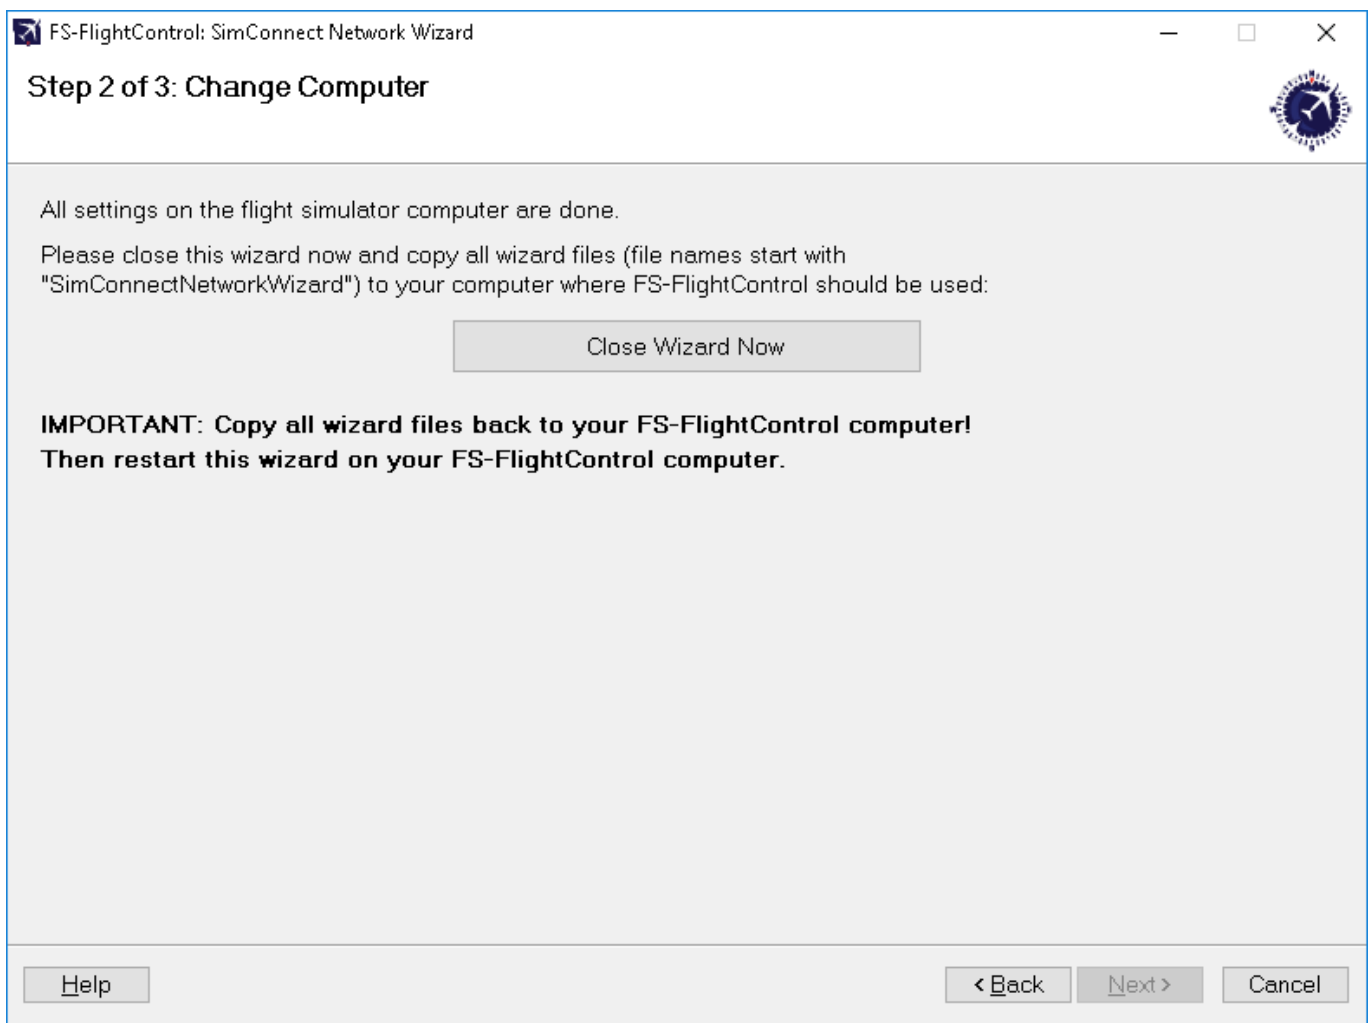 FS-FlightControl: SimConnect Network Wizard
Step 2 of 3: Change Computer
All settings on the flight simulator computer are done.
Please close this wizard now and copy all wizard files (file names start with
"SimConnectNetworkWizard") to your computer where FS-FlightControl should be used:
Close Wizard Now
IMPORTANT: Copy all wizard files back to your FS-FlightControl computer!
Then restart this wizard on your FS-FlightControl computer.
Help
< Back
Next >
Cancel